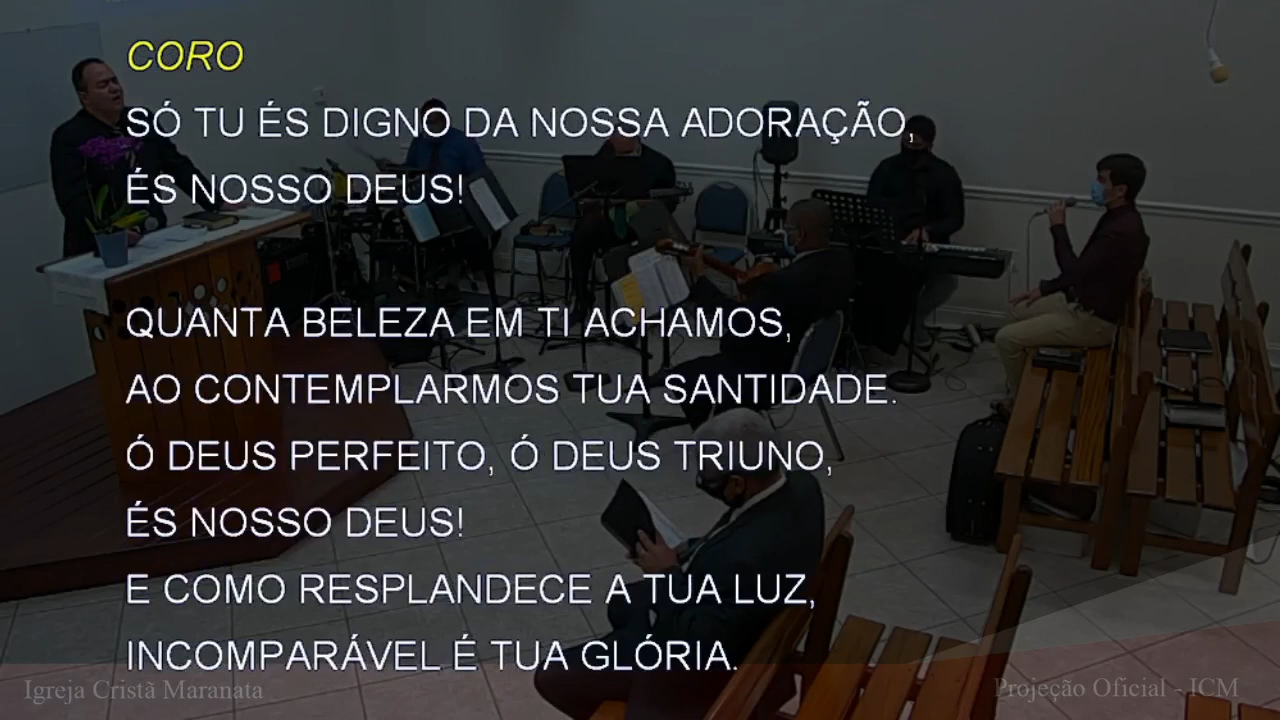 CORO
SÓ TU ÉS DIGNO DA NOSSA ADORAÇÃO,
ÉS NOSSO DEUS!
QUANTA BELEZA EM TI ACHAMOS,
AO CONTEMPLARMOS TUA SANTIDADE.
Ó DEUS PERFEITO, Ó DEUS TRIUNO,
ÉS NOSSO DEUS!
E COMO RESPLANDECE A TUA LUZ,
INCOMPARÁVEL É TUA GLÓRIA.
Igreja Cristã Maranata
Projeção Oficial - ICM